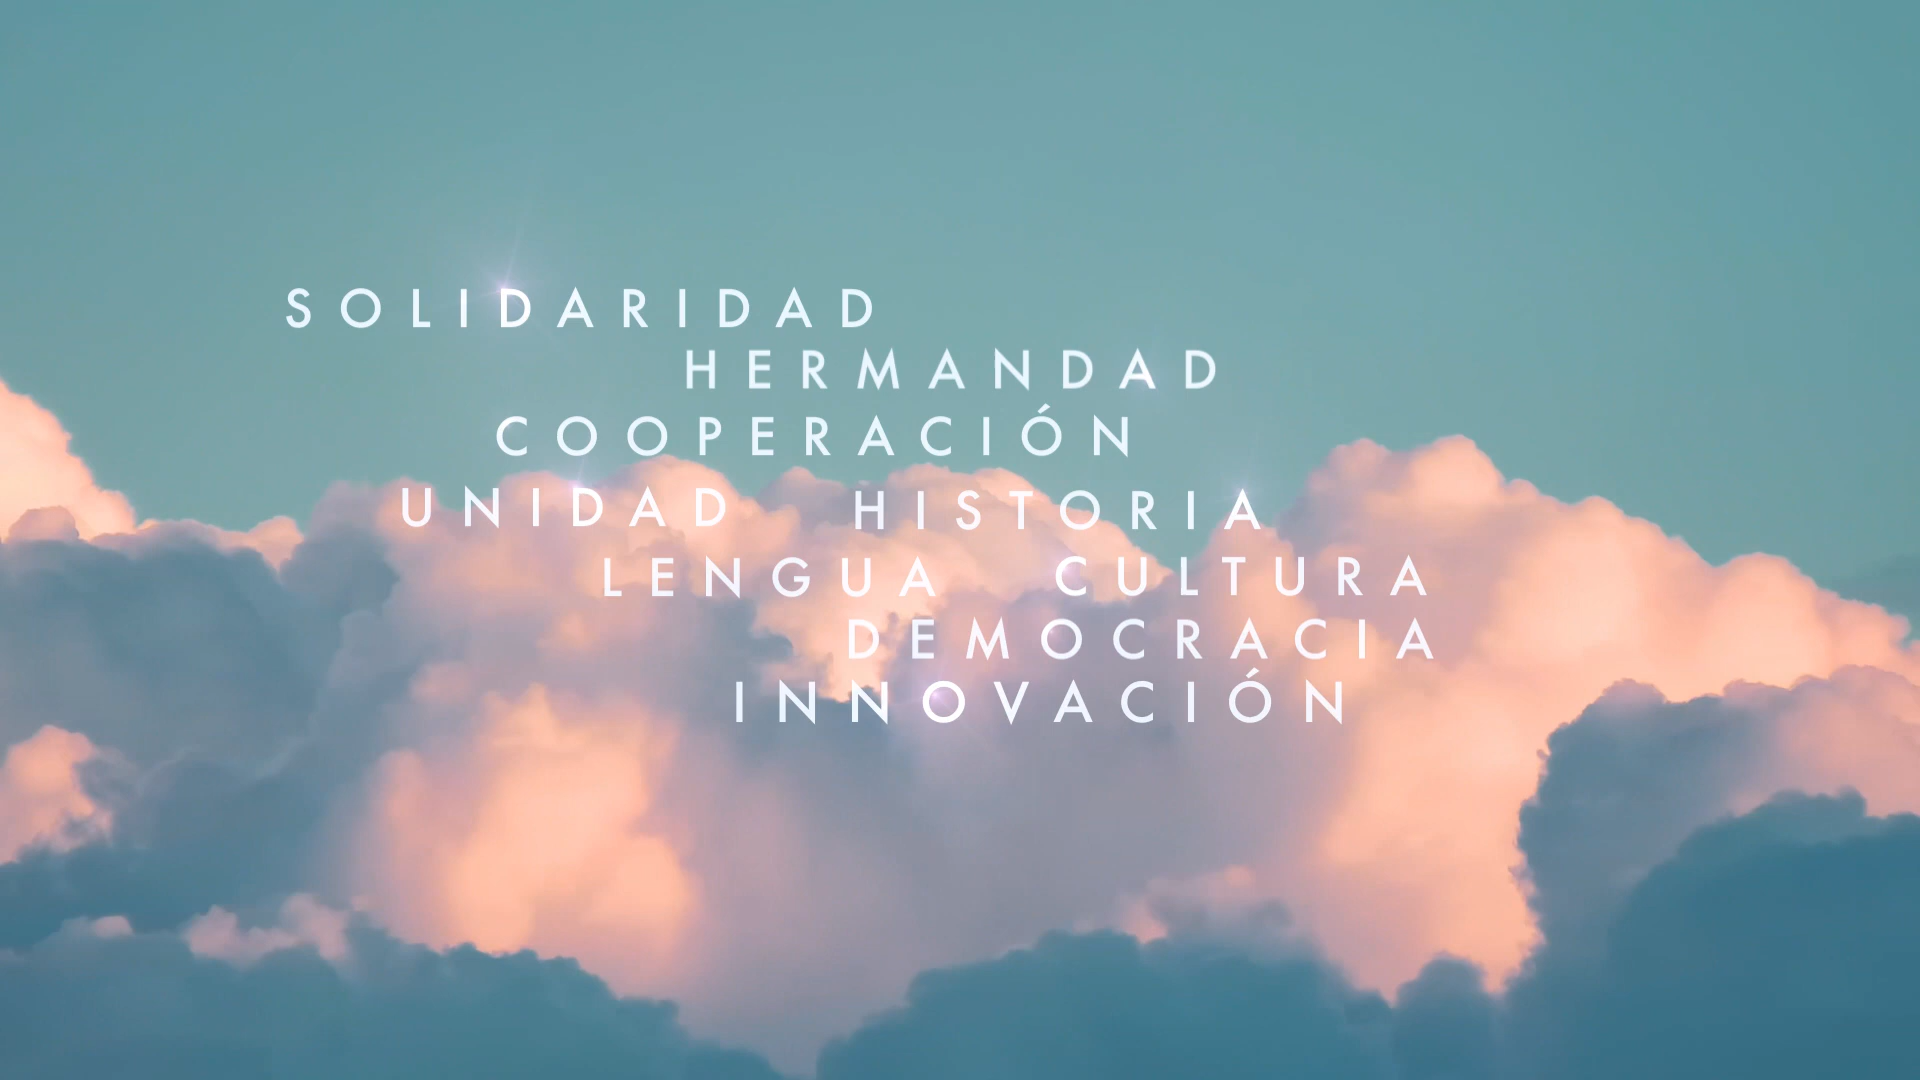 SOLIDARIDAD
HERMANDAD
COOPERACIÓN
UNIDAD HISTORIA
LENGUA CULTURA
DEMOCRACIA
INNOVACIÓN